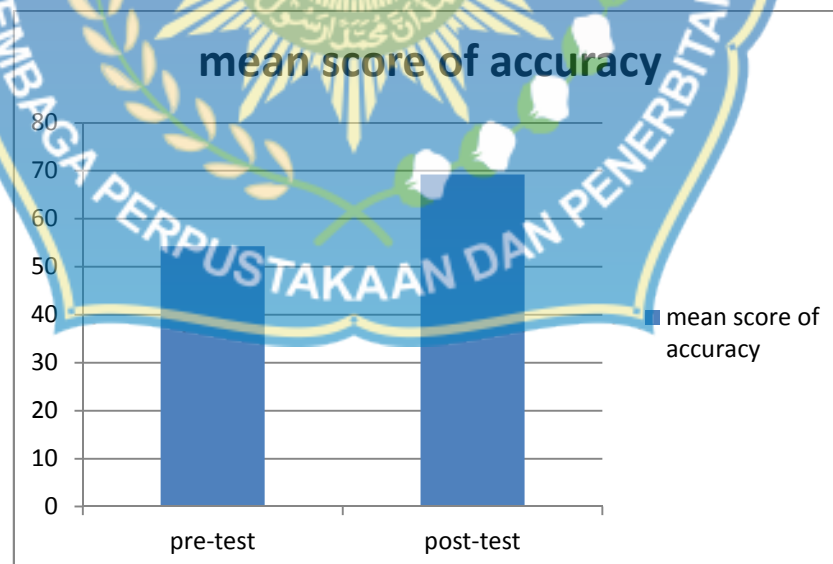 mean score of accuracy
EMBAGA PERPUSTAKAAN DAN PENERBITA
80
70
60
50
40
30
20
10
0
pre-test
post-test
mean score of
accuracy